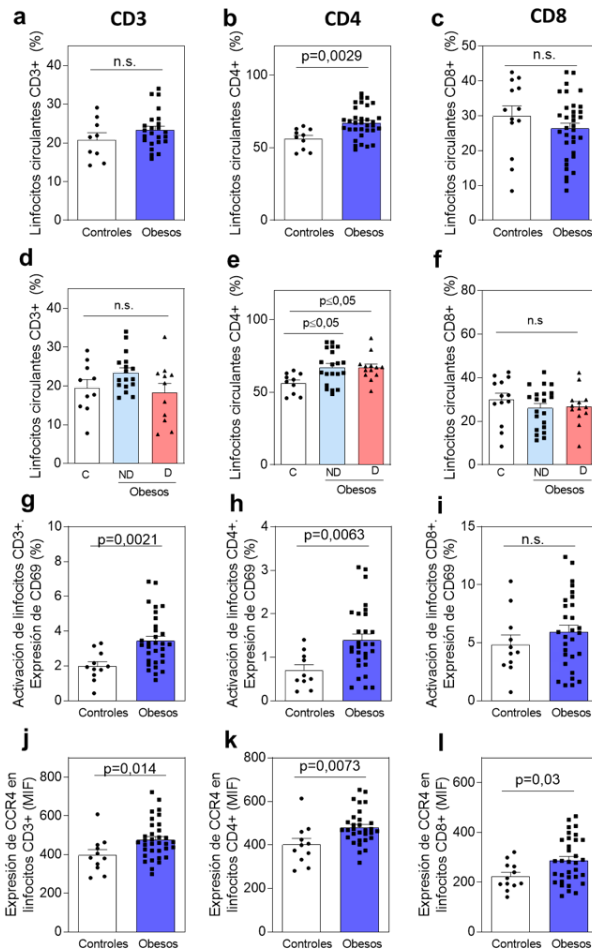 CD3 CD4 CD8
a
Linfocitos circulantes CD3+ (%)
50
40
30
20
10
0
n.s.
Controles Obesos
b
Linfocitos circulantes CD4+ (%)
100
50
0
p=0,0029
Controles Obesos
c
Linfocitos circulantes CD8+ (%)
50
40
30
20
10
0
n.s.
Controles Obesos
d
Linfocitos circulantes CD3+ (%)
40
30
20
10
0
n.s.
C ND D
Obesos
e
Linfocitos circulantes CD4+ (%)
100
50
0
p≤0,05
p≤0,05
C ND D
Obesos
f
Linfocitos circulantes CD8+ (%)
80
60
40
20
0
n.s
C ND D
Obesos
g
Activación de linfocitos CD3+.
Expresión de CD69 (%)
10
8
6
4
2
0
p=0,0021
Controles Obesos
h
Activación de linfocitos CD4+.
Expresión de CD69 (%)
4
3
2
1
0
p=0,0063
Controles Obesos
i
Activación de linfocitos CD8+.
Expresión de CD69 (%)
15
10
5
0
n.s.
Controles Obesos
j
Expresión de CCR4 en
linfocitos CD3+ (MIF)
800
600
400
200
0
p=0,014
Controles Obesos
k
Expresión de CCR4 en
linfocitos CD4+ (MIF)
800
600
400
200
0
p=0,0073
Controles Obesos
l
Expresión de CCR4 en
linfocitos CD8+ (MIF)
600
400
200
0
p=0,03
Controles Obesos